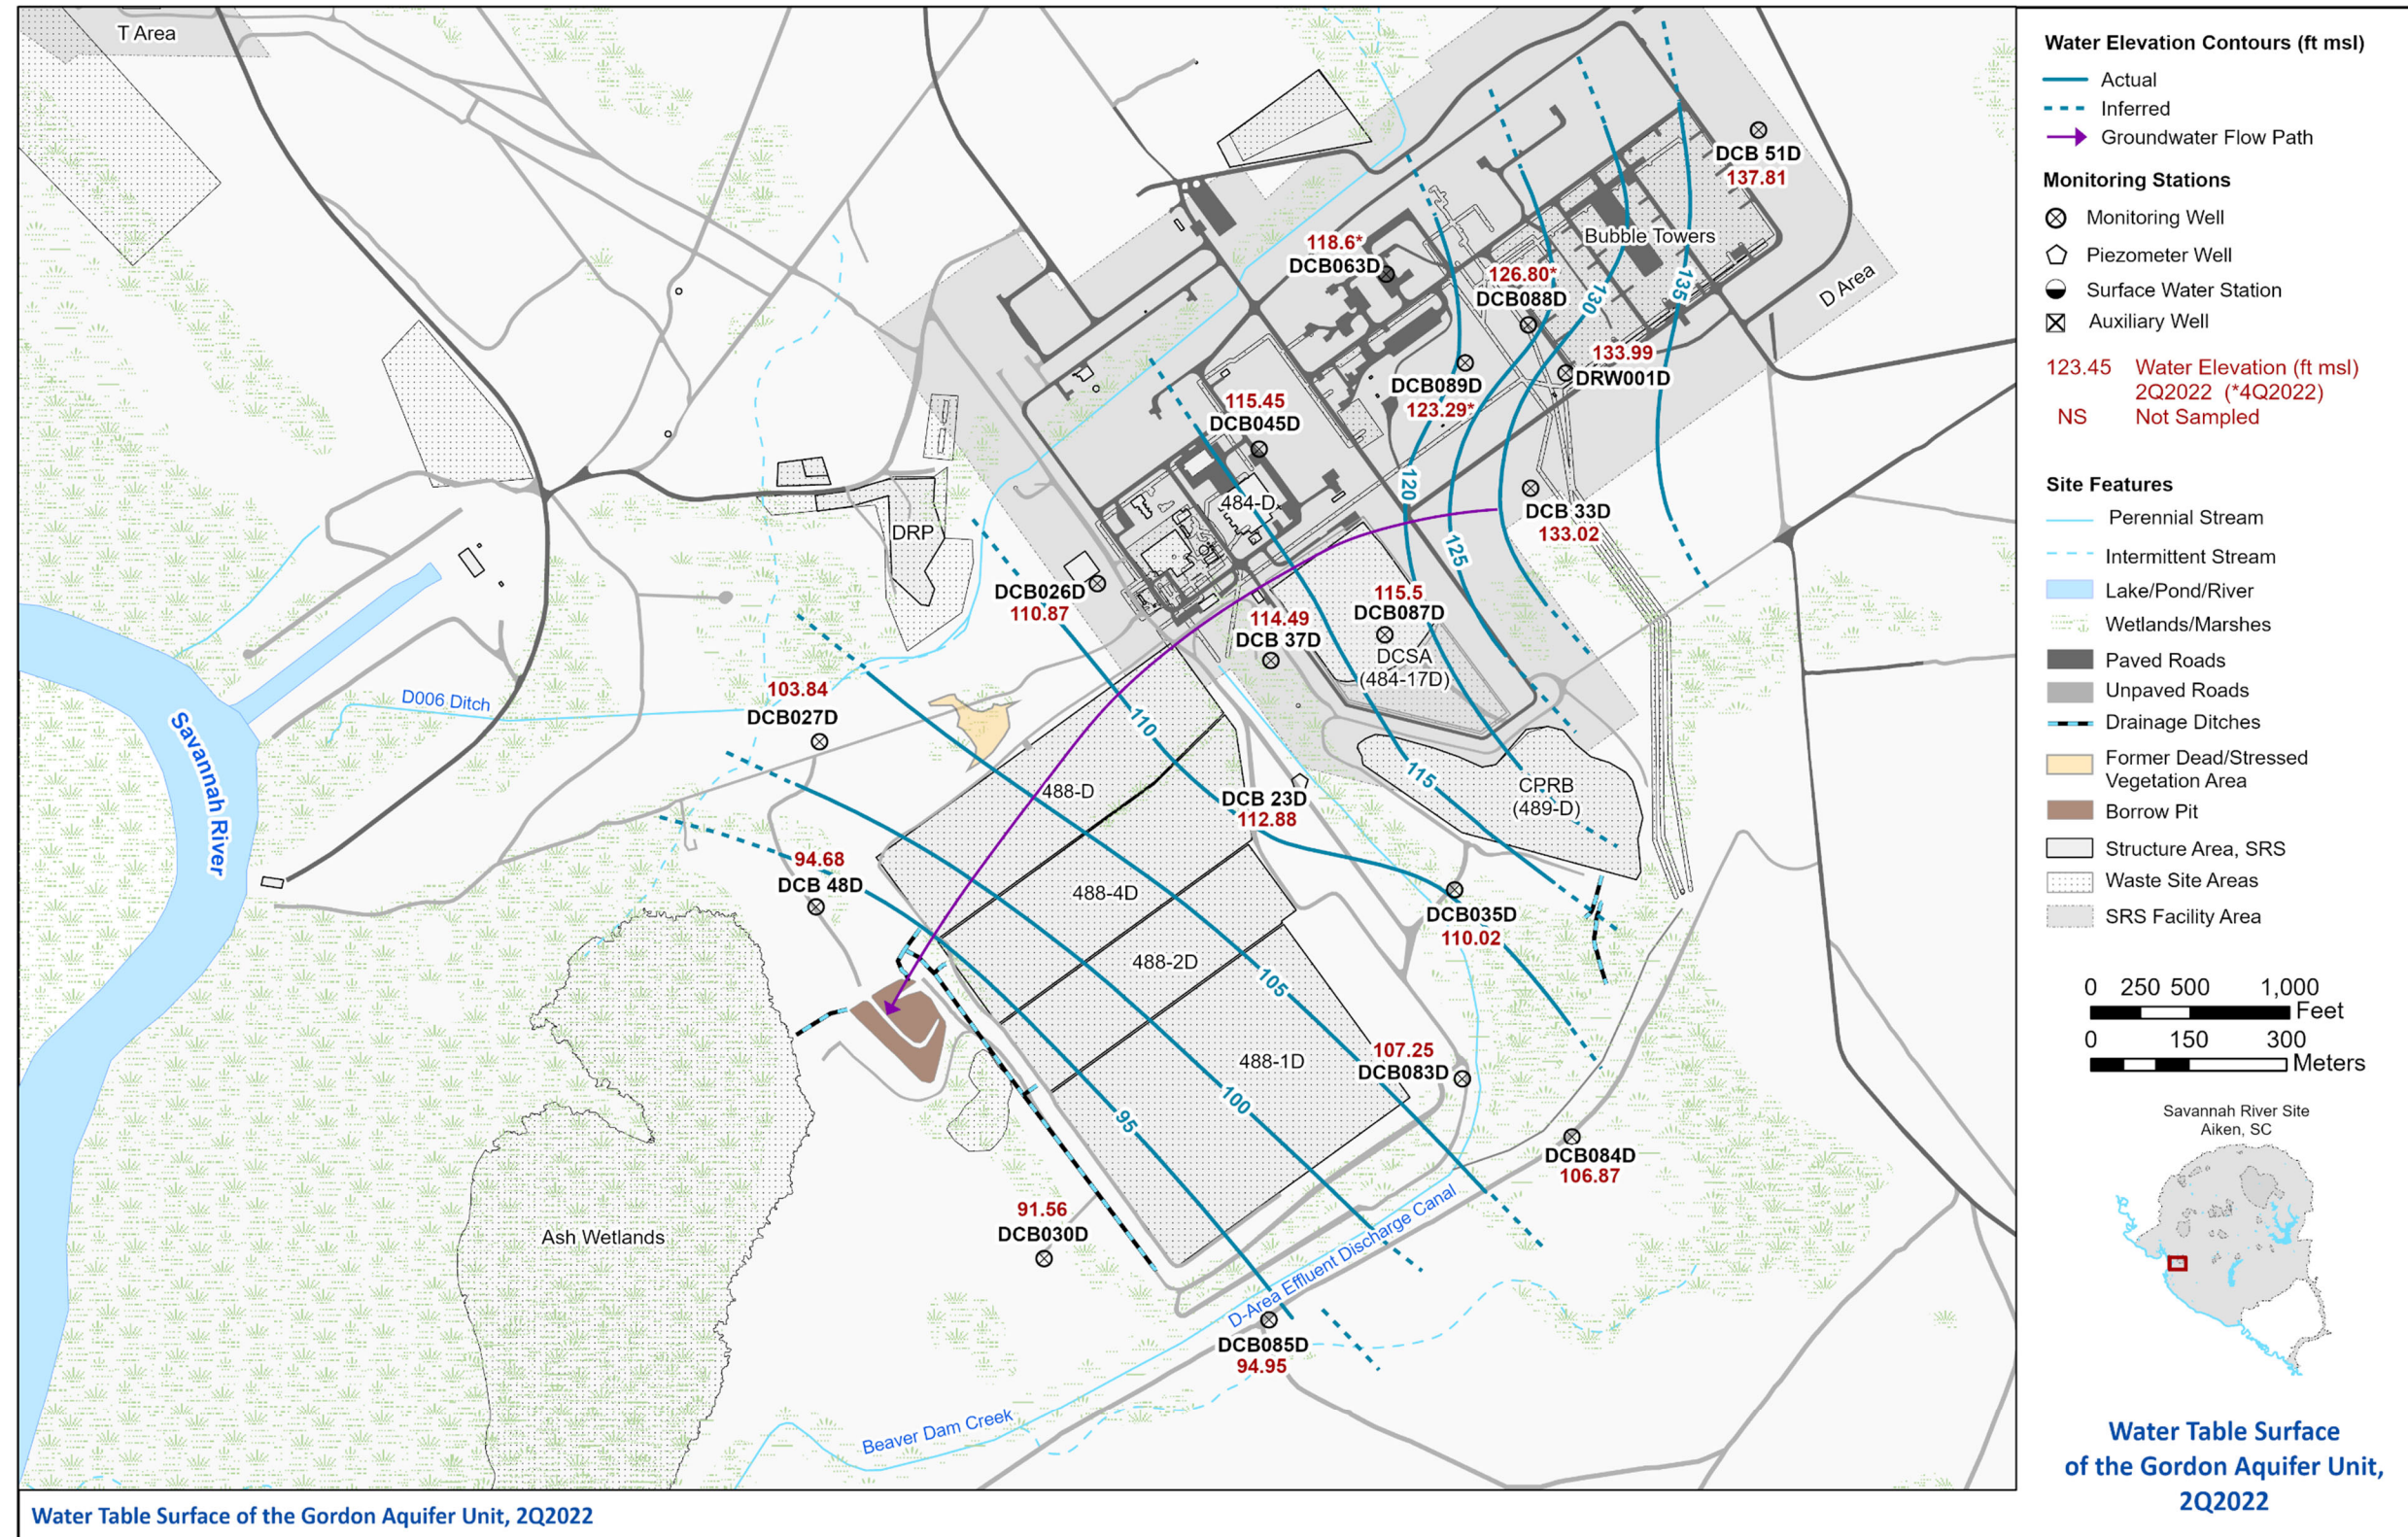 T Area
DCB 51D
137.81
118.6*
DCB063D
Bubble Towers
D Area
126.80*
DCB088D
130
135
133.99
DRW001D
DCB089D
123.29*
115.45
DCB045D
120
484-D
DCB 33D
133.02
125
DRP
DCB026D
110.87
115.5
DCB087D
114.49
DCB 37D
DCSA
(484-17D)
103.84
DCB027D
D006 Ditch
Savannah River
110
115
CPRB
(489-D)
488-D
DCB 23D
112.88
94.68
DCB 48D
488-4D
DCB035D
110.02
488-2D
105
107.25
DCB083D
488-1D
100
95
DCB084D
106.87
91.56
DCB030D
Ash Wetlands
D-Area Effluent Discharge Canal
DCB085D
94.95
Beaver Dam Creek
Water Table Surface of the Gordon Aquifer Unit, 2Q2022
Water Elevation Contours (ft msl)
Actual
Inferred
Groundwater Flow Path
Monitoring Stations
Monitoring Well
Piezometer Well
Surface Water Station
Auxiliary Well
123.45 Water Elevation (ft msl)
2Q2022 (*4Q2022)
NS Not Sampled
Site Features
Perennial Stream
Intermittent Stream
Lake/Pond/River
Wetlands/Marshes
Paved Roads
Unpaved Roads
Drainage Ditches
Former Dead/Stressed
Vegetation Area
Borrow Pit
Structure Area, SRS
Waste Site Areas
SRS Facility Area
0 250 500 1,000
Feet
0 150 300
Meters
Savannah River Site
Aiken, SC
Water Table Surface
of the Gordon Aquifer Unit,
2Q2022